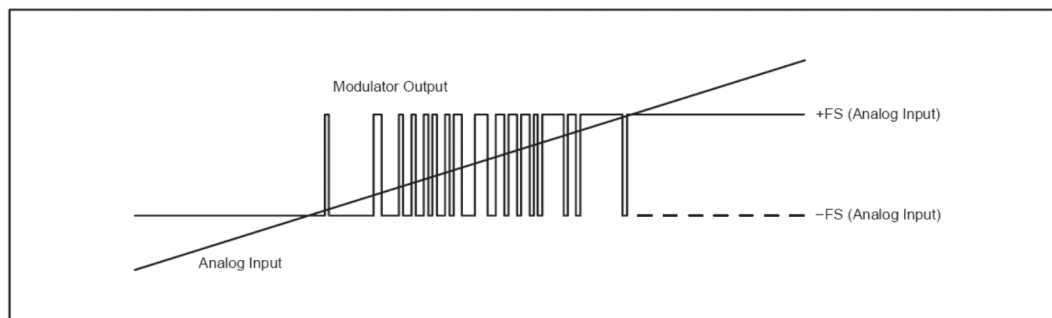 Modulator Output
+FS (Analog Input)
−FS (Analog Input)
Analog Input